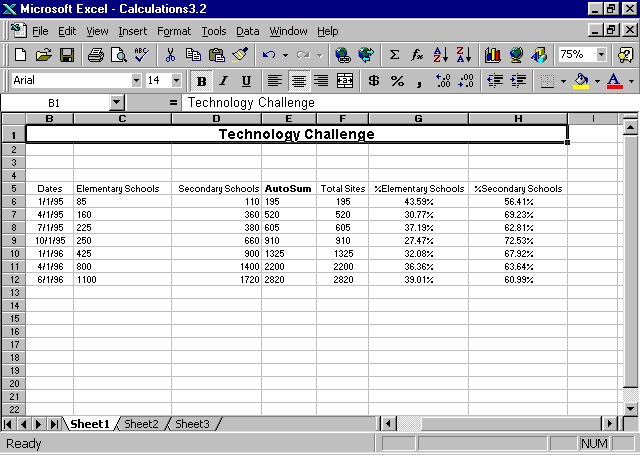 Microsoft Excel - Calculations3.2
File Edit View Insert Format Tools Data Window Help
ABC Σ f* A Z Z A 75% ?
Arial 14 B I U $ % , A
B1 = Technology Challenge
B C D E F G H I
1 Technology Challenge
2
3
4
5 Dates Elementary Schools Secondary Schools AutoSum Total Sites %Elementary Schools %Secondary Schools
6 1/1/95 85 110 195 195 43.59% 56.41%
7 4/1/95 160 360 520 520 30.77% 69.23%
8 7/1/95 225 380 605 605 37.19% 62.81%
9 10/1/95 250 660 910 910 27.47% 72.53%
10 1/1/96 425 900 1325 1325 32.08% 67.92%
11 4/1/96 800 1400 2200 2200 36.36% 63.64%
12 6/1/96 1100 1720 2820 2820 39.01% 60.99%
13
14
15
16
17
18
19
20
21
22
Sheet1 Sheet2 Sheet3
Ready NUM